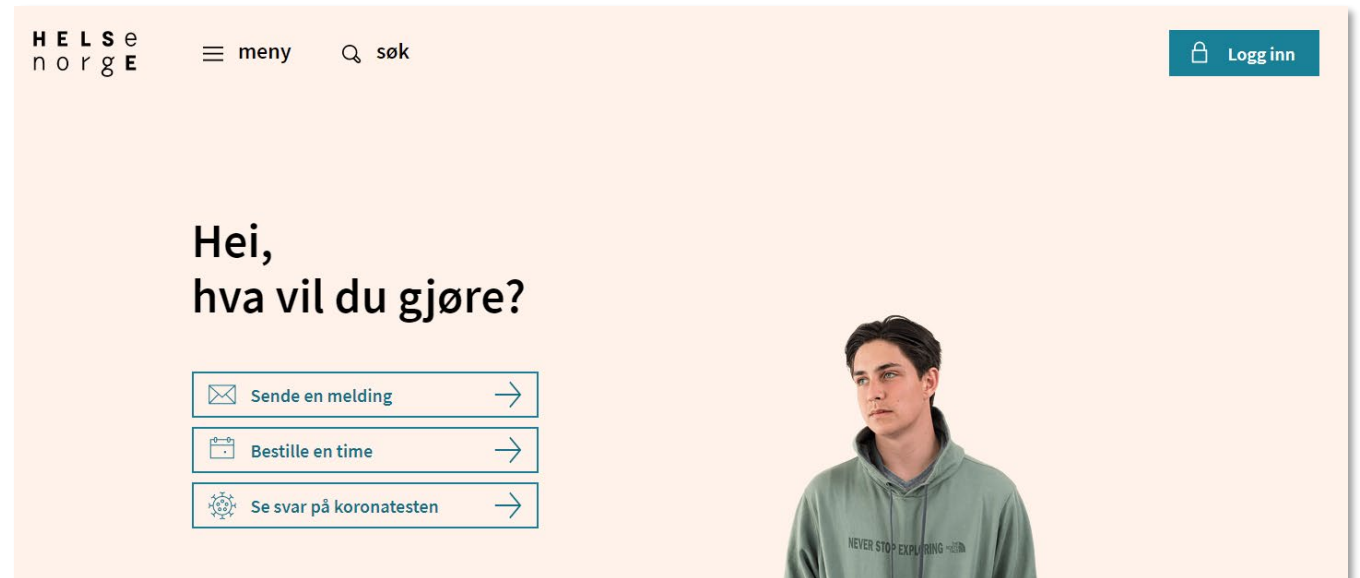 HELSe
norgE
meny
søk
Logg inn
Hei,
hva vil du gjøre?
Sende en melding
Bestille en time
Se svar på koronatesten
NEVER STOP EXPLORING